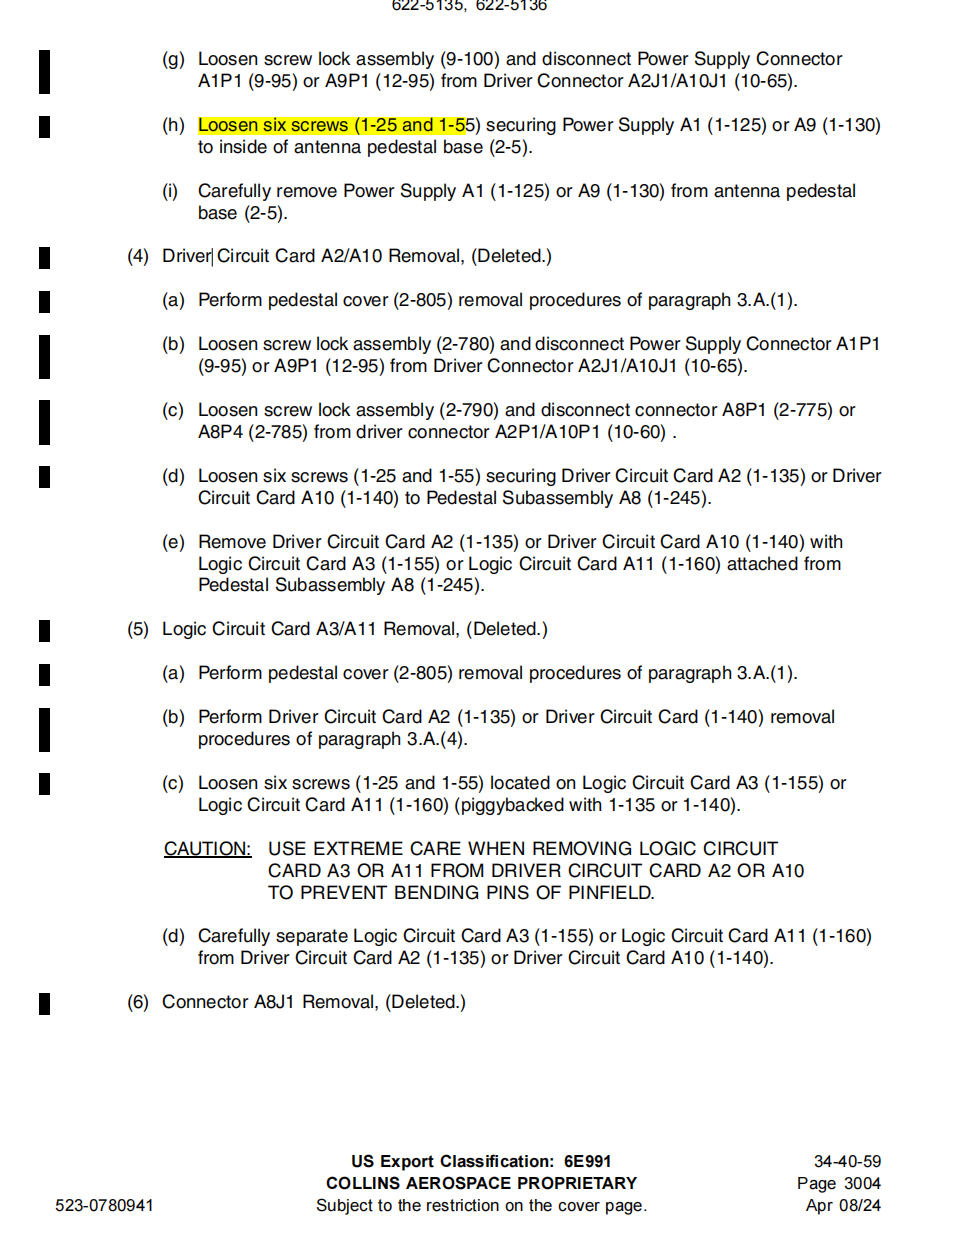 622-5135, 622-5136
(g) Loosen screw lock assembly (9-100) and disconnect Power Supply Connector
A1P1 (9-95) or A9P1 (12-95) from Driver Connector A2J1/A10J1 (10-65).
(h) Loosen six screws (1-25 and 1-55) securing Power Supply A1 (1-125) or A9 (1-130)
to inside of antenna pedestal base (2-5).
(i) Carefully remove Power Supply A1 (1-125) or A9 (1-130) from antenna pedestal
base (2-5).
(4) Driver Circuit Card A2/A10 Removal, (Deleted.)
(a) Perform pedestal cover (2-805) removal procedures of paragraph 3.A.(1).
(b) Loosen screw lock assembly (2-780) and disconnect Power Supply Connector A1P1
(9-95) or A9P1 (12-95) from Driver Connector A2J1/A10J1 (10-65).
(c) Loosen screw lock assembly (2-790) and disconnect connector A8P1 (2-775) or
A8P4 (2-785) from driver connector A2P1/A10P1 (10-60) .
(d) Loosen six screws (1-25 and 1-55) securing Driver Circuit Card A2 (1-135) or Driver
Circuit Card A10 (1-140) to Pedestal Subassembly A8 (1-245).
(e) Remove Driver Circuit Card A2 (1-135) or Driver Circuit Card A10 (1-140) with
Logic Circuit Card A3 (1-155) or Logic Circuit Card A11 (1-160) attached from
Pedestal Subassembly A8 (1-245).
(5) Logic Circuit Card A3/A11 Removal, (Deleted.)
(a) Perform pedestal cover (2-805) removal procedures of paragraph 3.A.(1).
(b) Perform Driver Circuit Card A2 (1-135) or Driver Circuit Card (1-140) removal
procedures of paragraph 3.A.(4).
(c) Loosen six screws (1-25 and 1-55) located on Logic Circuit Card A3 (1-155) or
Logic Circuit Card A11 (1-160) (piggybacked with 1-135 or 1-140).
CAUTION: USE EXTREME CARE WHEN REMOVING LOGIC CIRCUIT
CARD A3 OR A11 FROM DRIVER CIRCUIT CARD A2 OR A10
TO PREVENT BENDING PINS OF PINFIELD.
(d) Carefully separate Logic Circuit Card A3 (1-155) or Logic Circuit Card A11 (1-160)
from Driver Circuit Card A2 (1-135) or Driver Circuit Card A10 (1-140).
(6) Connector A8J1 Removal, (Deleted.)
US Export Classification: 6E991 34-40-59
COLLINS AEROSPACE PROPRIETARY Page 3004
523-0780941 Subject to the restriction on the cover page. Apr 08/24